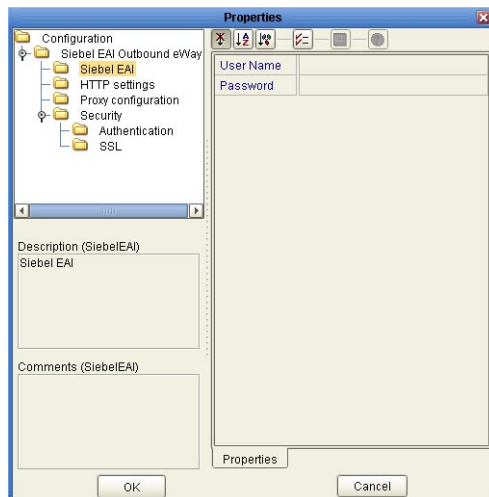 Properties
Configuration
Siebel EAI Outbound eWay
Siebel EAI
HTTP settings
Proxy configuration
Security
Authentication
SSL
Description (SiebelEAI)
Siebel EAI
Comments (SiebelEAI)
User Name
Password
Properties
OK
Cancel